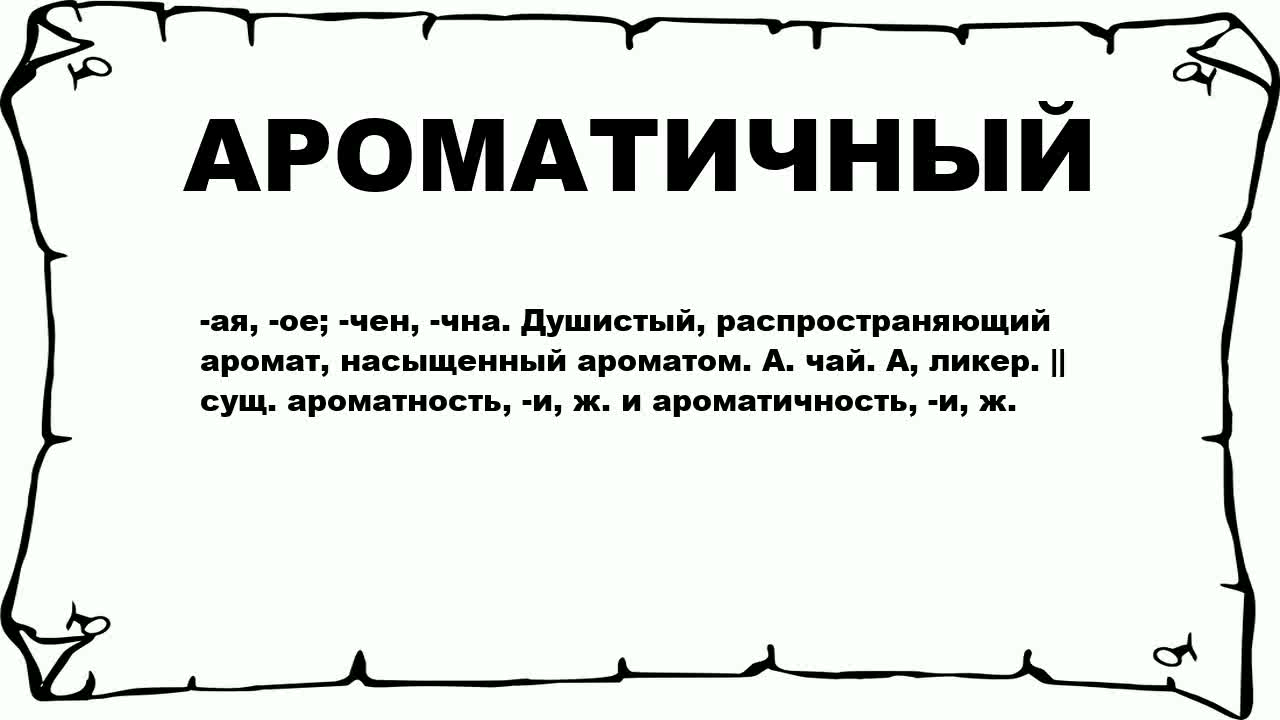 АРОМАТИЧНЫЙ
-ая, -ое; -чен, -чна. Душистый, распространяющий
аромат, насыщенный ароматом. А. чай. А, ликер. ||
сущ. ароматность, -и, ж. и ароматичность, -и, ж.